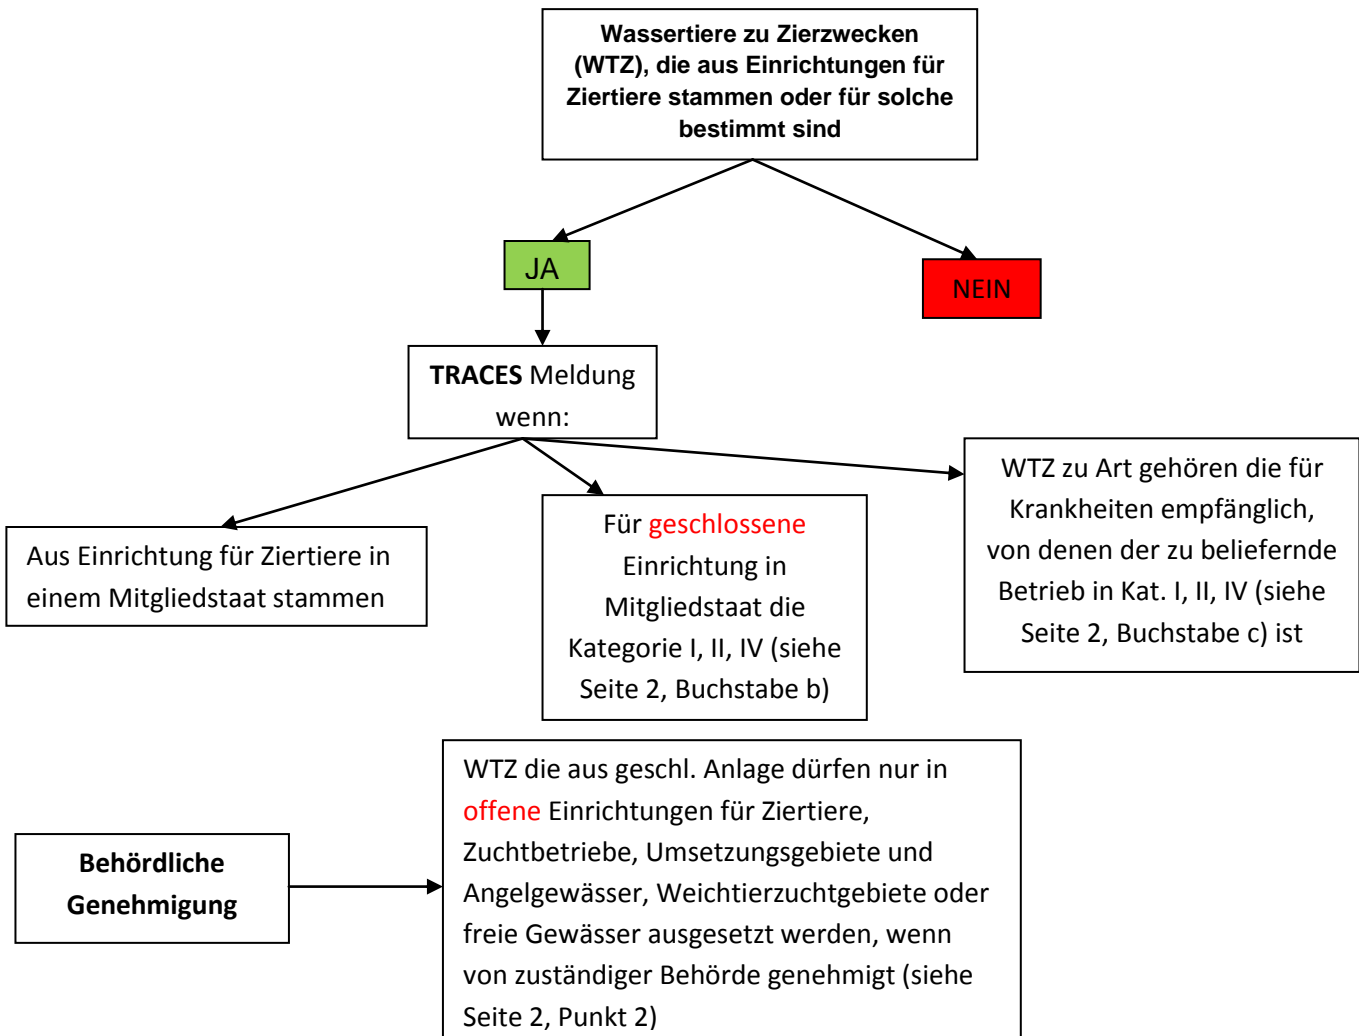 Wassertiere zu Zierzwecken
(WTZ), die aus Einrichtungen für
Ziertiere stammen oder für solche
bestimmt sind
JA
NEIN
TRACES Meldung
wenn:
Aus Einrichtung für Ziertiere in
einem Mitgliedstaat stammen
Für geschlossene
Einrichtung in
Mitgliedstaat die
Kategorie I, II, IV (siehe
Seite 2, Buchstabe b)
WTZ zu Art gehören die für
Krankheiten empfänglich,
von denen der zu beliefernde
Betrieb in Kat. I, II, IV (siehe
Seite 2, Buchstabe c) ist
Behördliche
Genehmigung
WTZ die aus geschl. Anlage dürfen nur in
offene Einrichtungen für Ziertiere,
Zuchtbetriebe, Umsetzungsgebiete und
Angelgewässer, Weichtierzuchtgebiete oder
freie Gewässer ausgesetzt werden, wenn
von zuständiger Behörde genehmigt (siehe
Seite 2, Punkt 2)